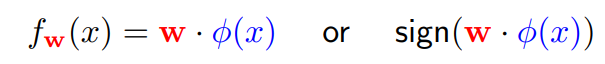 f_w(x) = w · ϕ(x) or sign(w · ϕ(x))